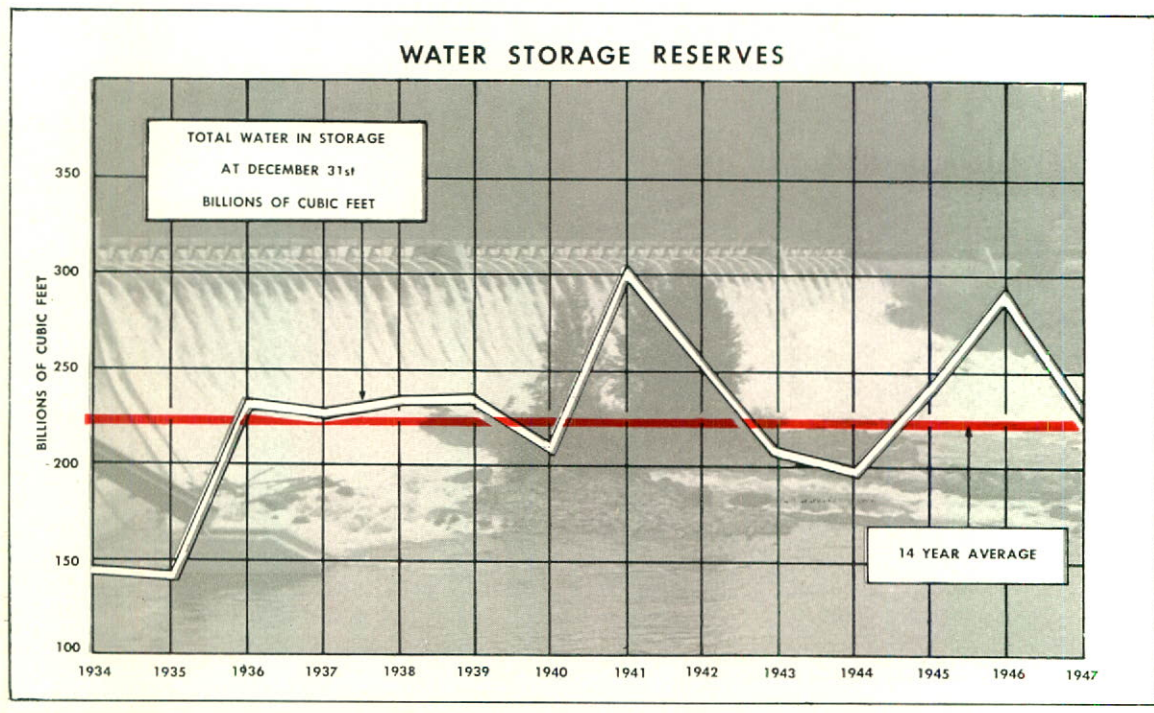 WATER STORAGE RESERVES
TOTAL WATER IN STORAGE
AT DECEMBER 31st
BILLIONS OF CUBIC FEET
BILLIONS OF CUBIC FEET
350
300
250
200
150
100
14 YEAR AVERAGE
1934 1935 1936 1937 1938 1939 1940 1941 1942 1943 1944 1945 1946 1947